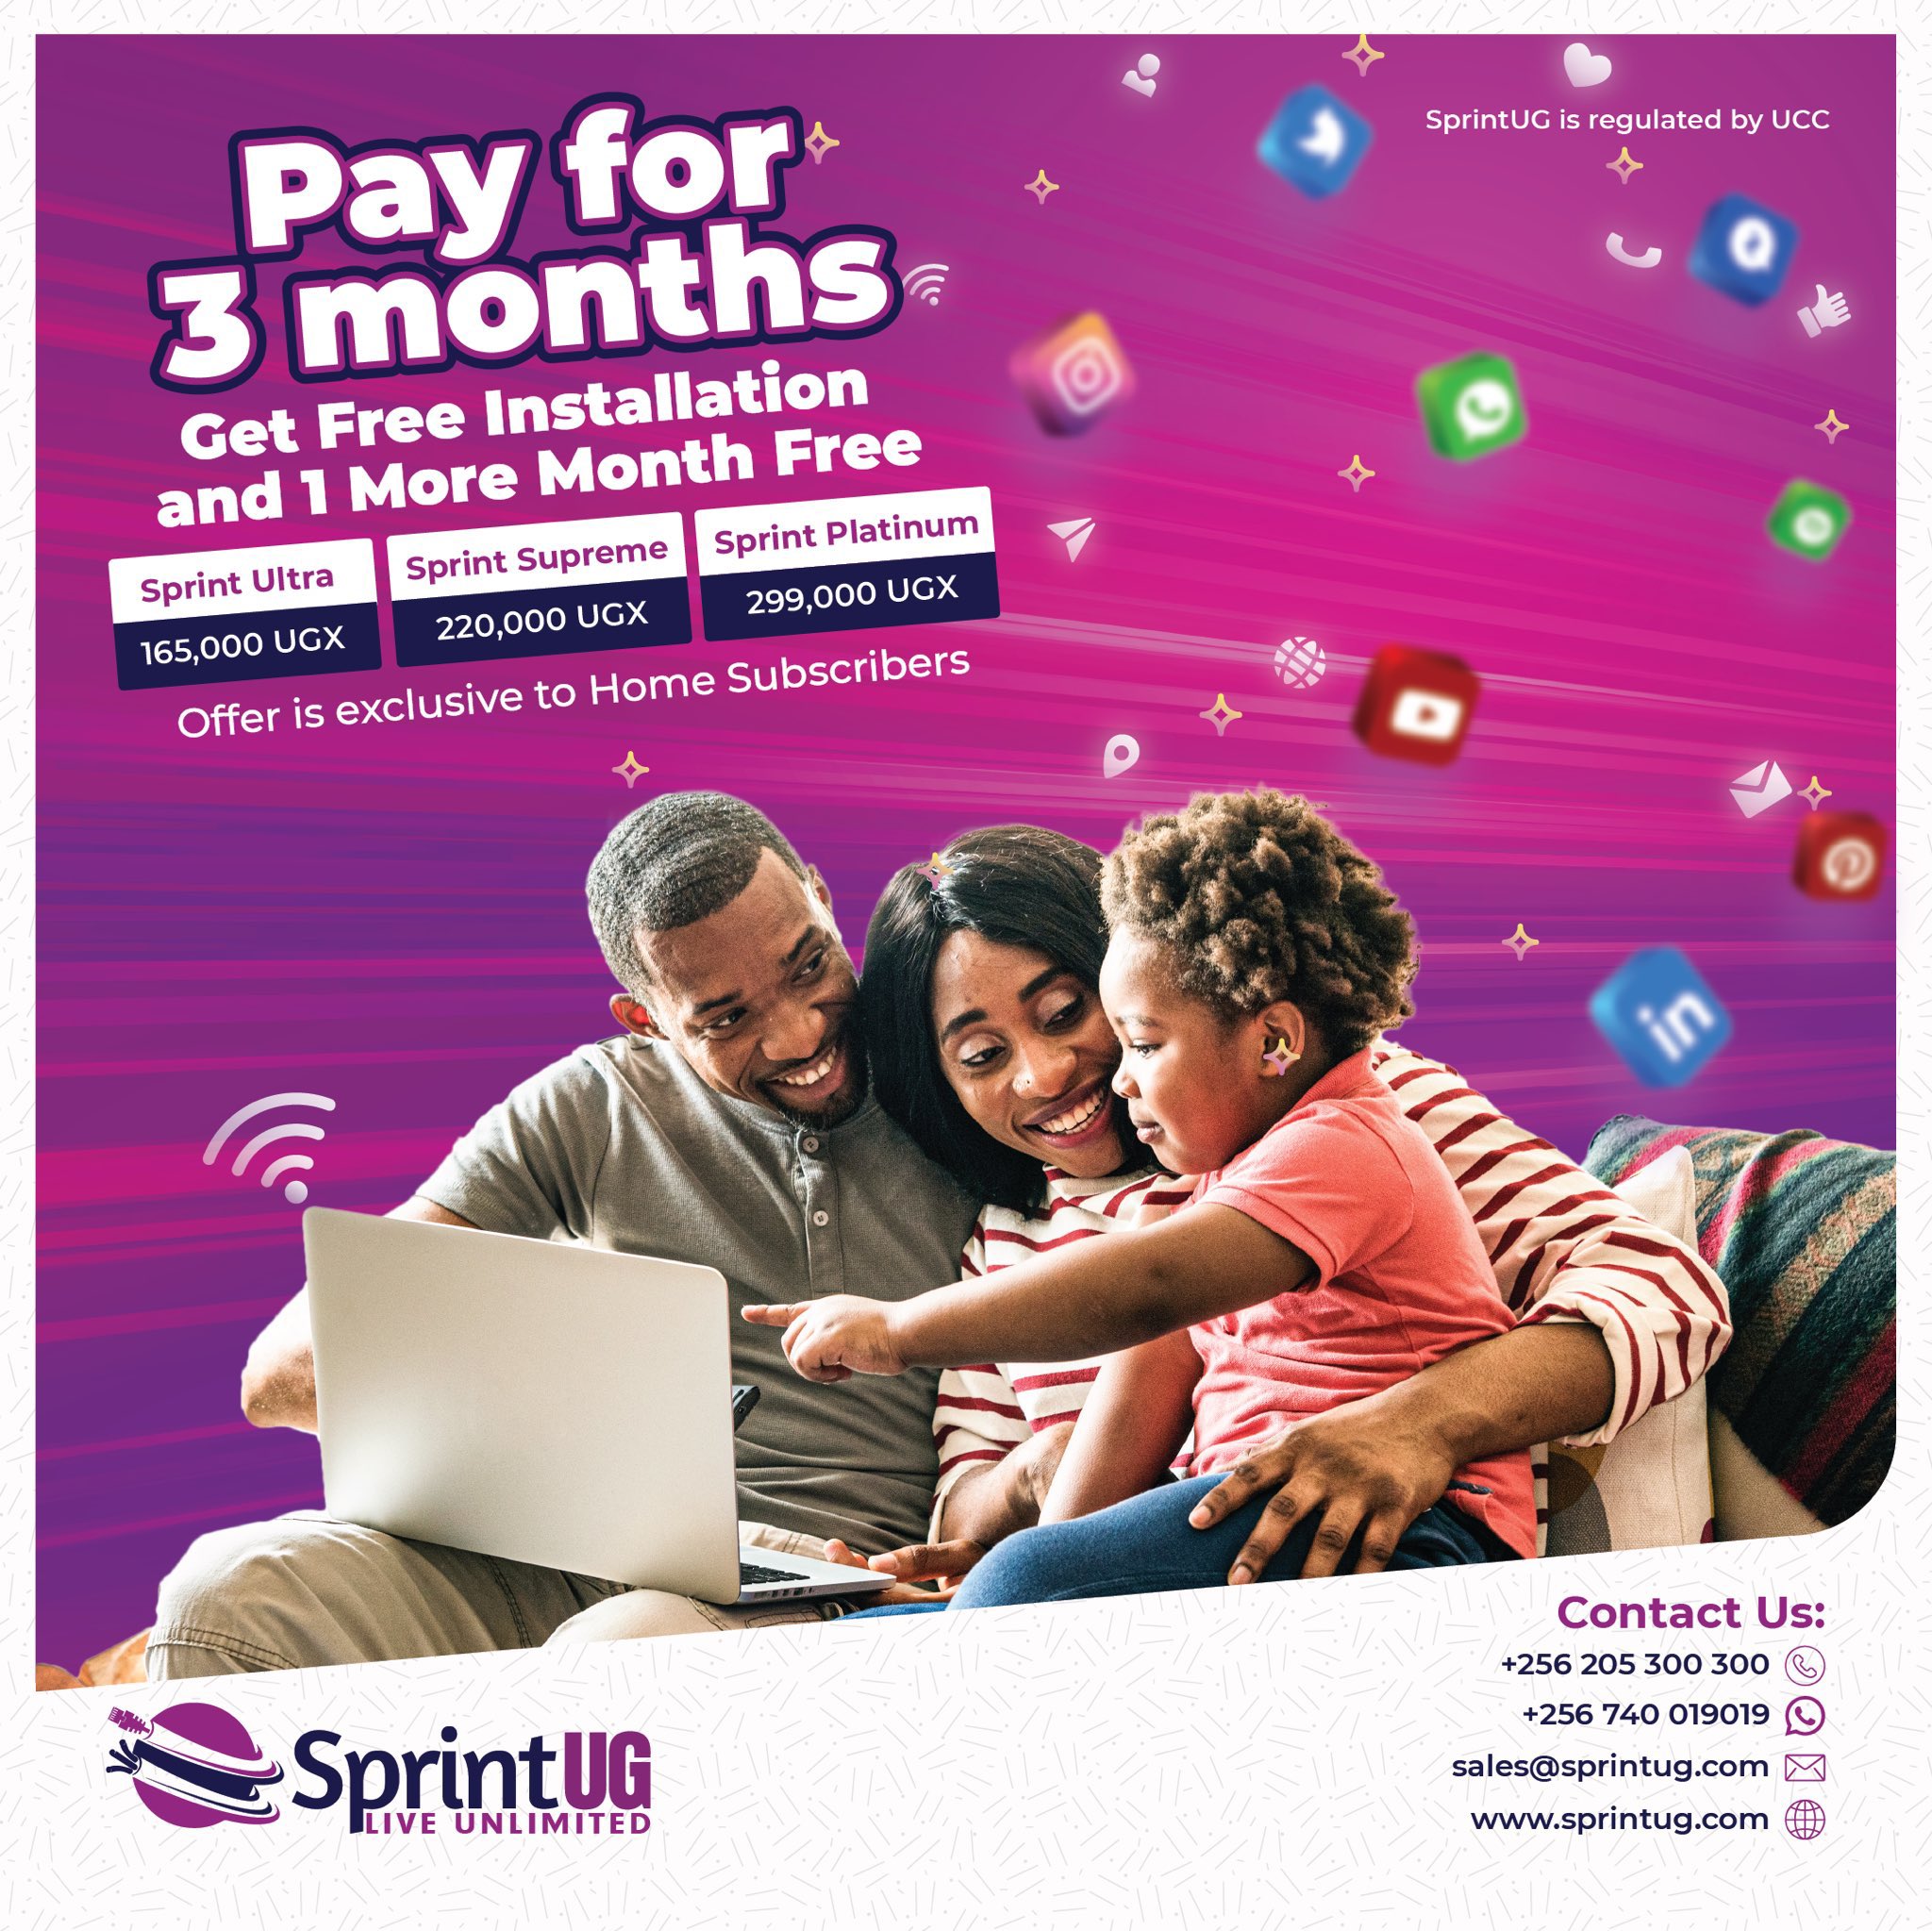 SprintUG is regulated by UCC
Pay for
3 months
Get Free Installation
and 1 More Month Free
Sprint Ultra
165,000 UGX
Sprint Supreme
220,000 UGX
Sprint Platinum
299,000 UGX
Offer is exclusive to Home Subscribers
in
Contact Us:
+256 205 300 300
+256 740 019019
sales@sprintug.com
www.sprintug.com
SprintUG
LIVE UNLIMITED